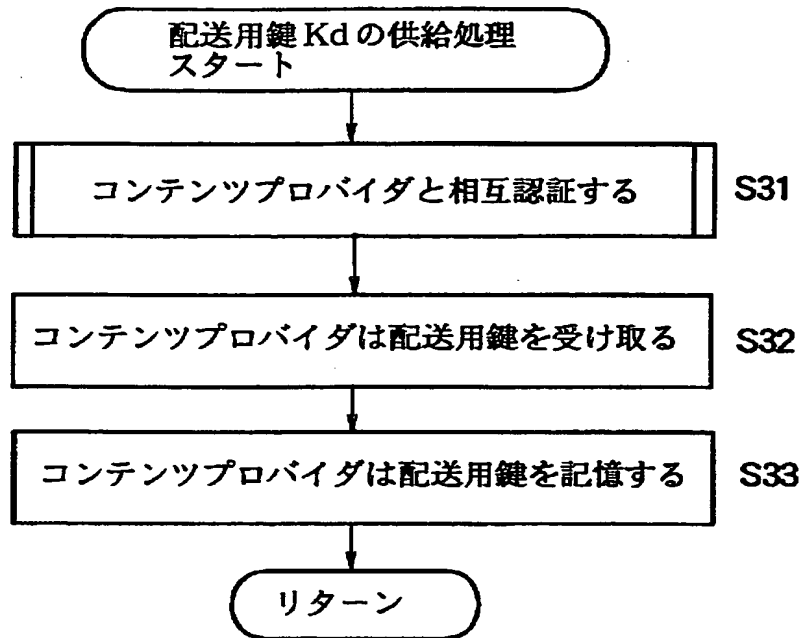 配送用鍵Kdの供給処理
スタート
コンテンツプロバイダと相互認証する
S31
コンテンツプロバイダは配送用鍵を受け取る
S32
コンテンツプロバイダは配送用鍵を記憶する
S33
リターン